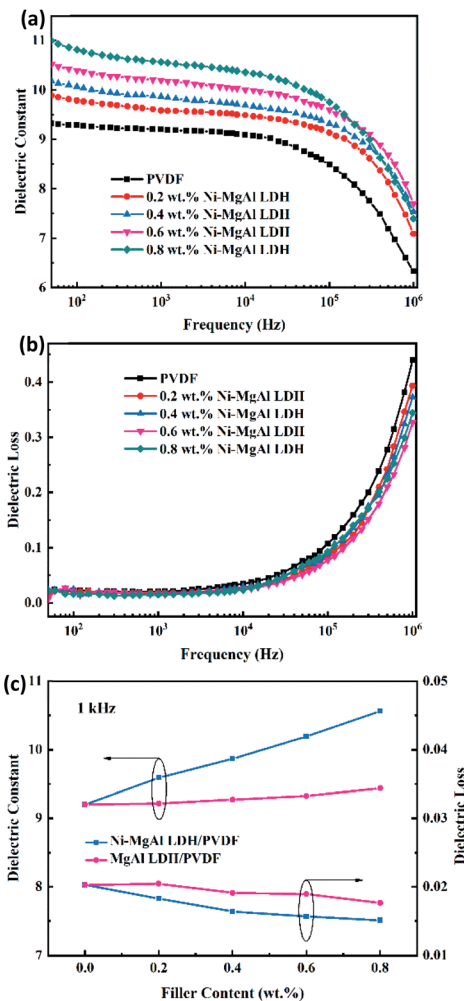 (a)
11
10
9
8
7
6
Dielectric Constant
PVDF
0.2 wt.% Ni-MgAl LDH
0.4 wt.% Ni-MgAl LDH
0.6 wt.% Ni-MgAl LDH
0.8 wt.% Ni-MgAl LDH
10² 10³ 10⁴ 10⁵ 10⁶
Frequency (Hz)
(b)
0.4
0.3
0.2
0.1
0.0
Dielectric Loss
PVDF
0.2 wt.% Ni-MgAl LDH
0.4 wt.% Ni-MgAl LDH
0.6 wt.% Ni-MgAl LDH
0.8 wt.% Ni-MgAl LDH
10² 10³ 10⁴ 10⁵ 10⁶
Frequency (Hz)
(c)
1 kHz
11
10
9
8
7
Dielectric Constant
Ni-MgAl LDH/PVDF
MgAl LDH/PVDF
0.05
0.04
0.03
0.02
0.01
Dielectric Loss
0.0 0.2 0.4 0.6 0.8
Filler Content (wt.%)